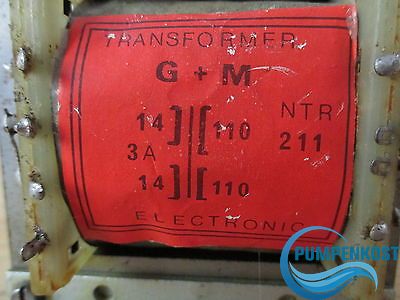 TRANSFORMER
G + M
14 110 NTR
3A 211
14 110
ELECTRONIC
PUMPENKOST